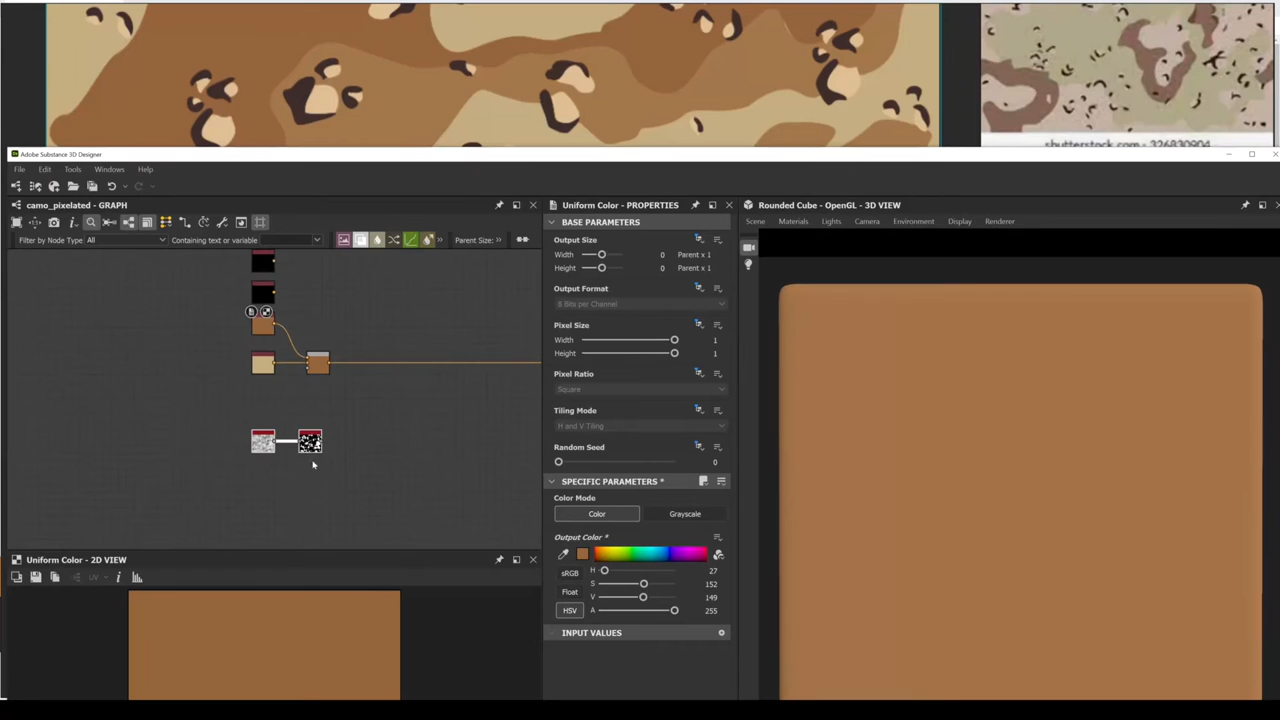 shutterstock.com · 326830904
Adobe Substance 3D Designer
File Edit Tools Windows Help
camo_pixelated - GRAPH
Filter by Node Type All Containing text or variable Parent Size: »
Uniform Color - PROPERTIES
BASE PARAMETERS
Output Size
Width 0 Parent x 1
Height 0 Parent x 1
Output Format
8 Bits per Channel
Pixel Size
Width 1
Height 1
Pixel Ratio
Square
Tiling Mode
H and V Tiling
Random Seed
0
SPECIFIC PARAMETERS *
Color Mode
Color Grayscale
Output Color *
sRGB
Float
HSV
H 27
S 152
V 149
A 255
INPUT VALUES
Rounded Cube - OpenGL - 3D VIEW
Scene Materials Lights Camera Environment Display Renderer
Uniform Color - 2D VIEW
UV